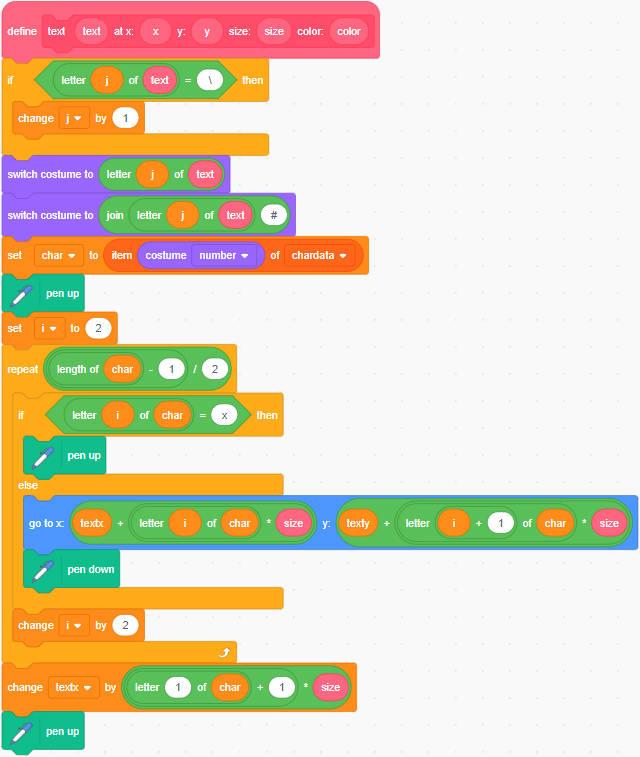 define text text at x: x y: y size: size color: color
if letter j of text = \ then
change j by 1
switch costume to letter j of text
switch costume to join letter j of text #
set char to item costume number of chardata
pen up
set i to 2
repeat length of char - 1 / 2
if letter i of char = x then
pen up
else
go to x: textx + letter i of char * size y: texty + letter i + 1 of char * size
pen down
change i by 2
change textx by letter 1 of char + 1 * size
pen up